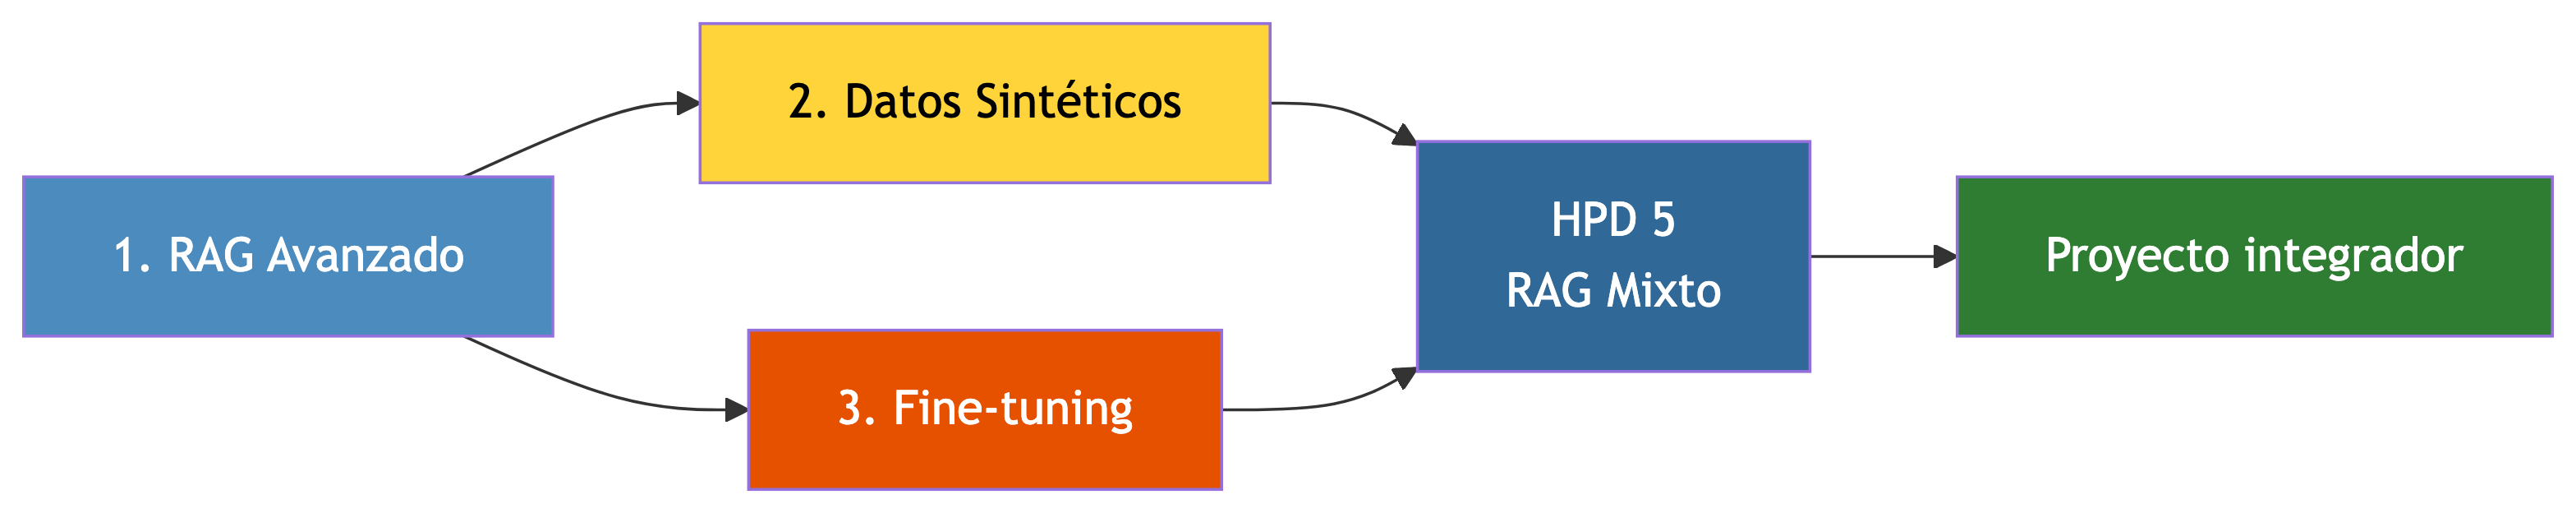 1. RAG Avanzado
2. Datos Sintéticos
3. Fine-tuning
HPD 5
RAG Mixto
Proyecto integrador